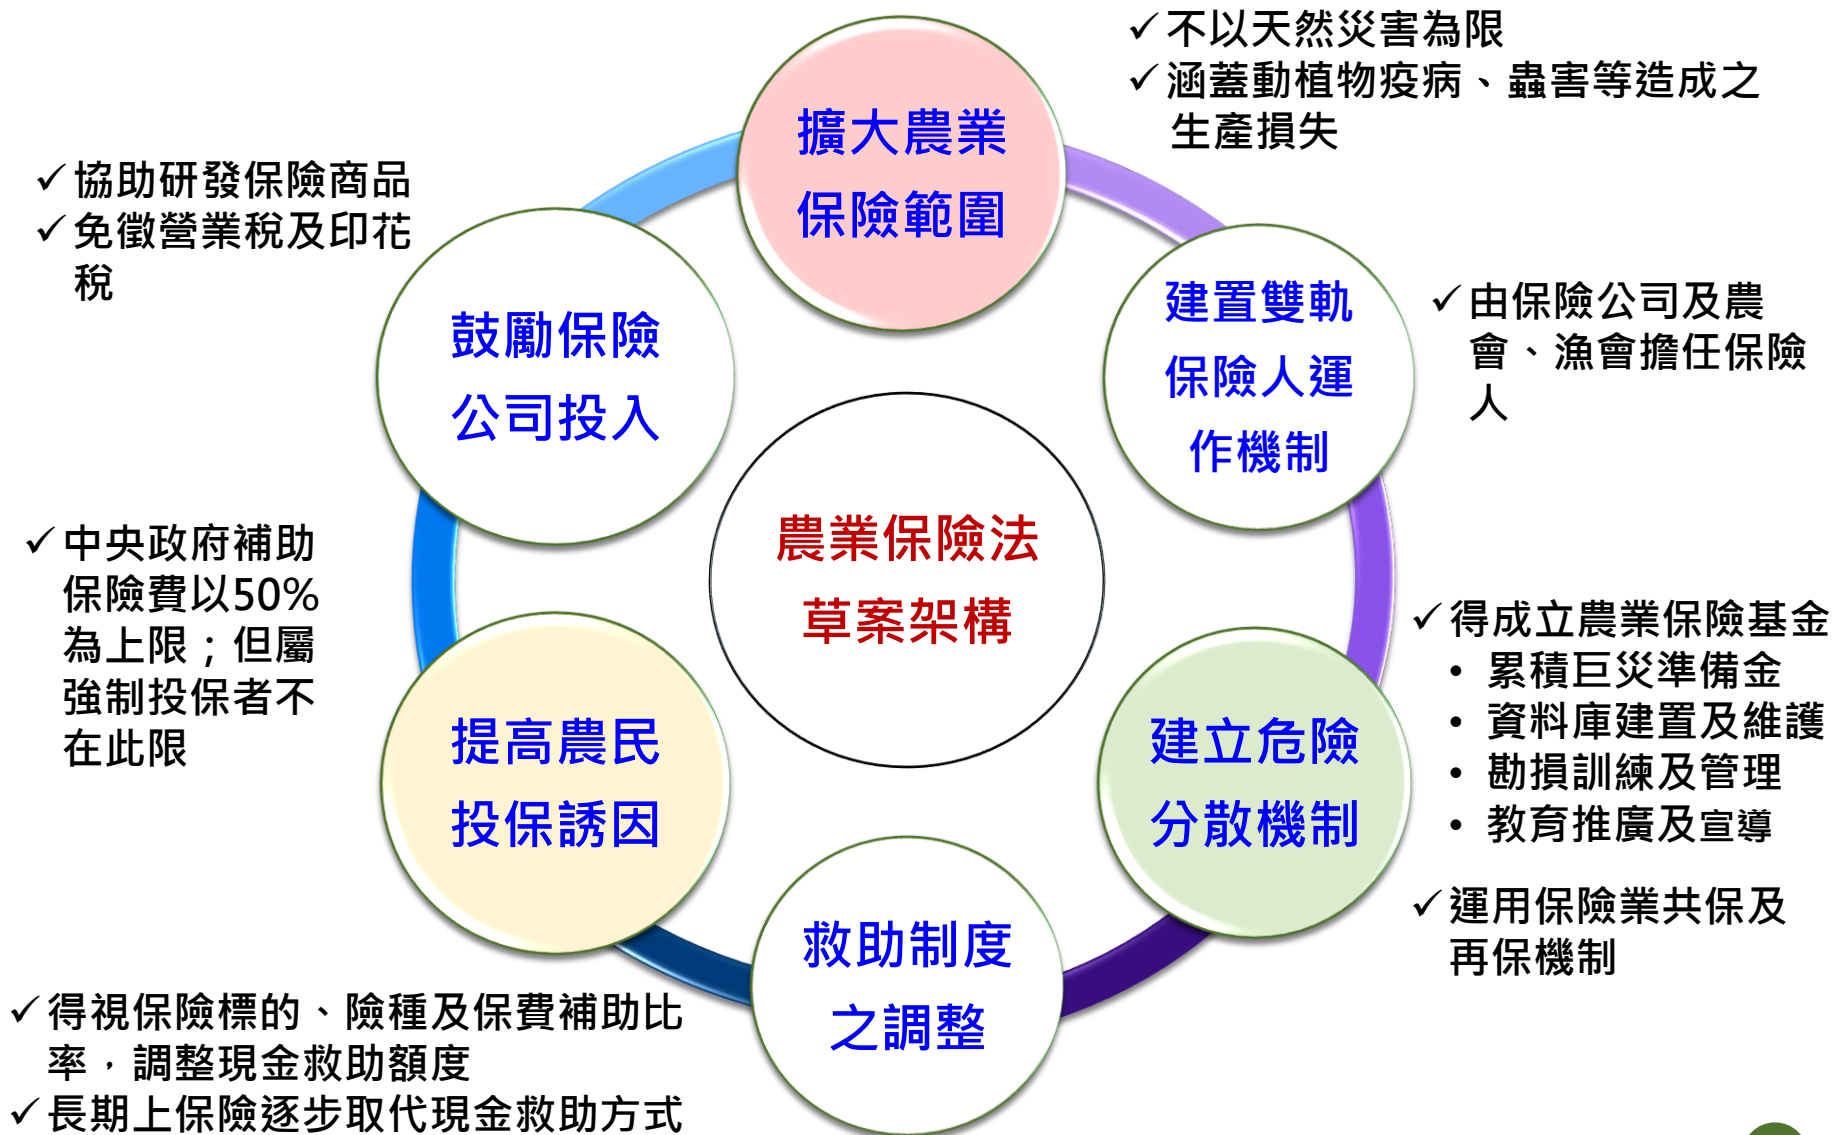 農業保險法
草案架構
擴大農業
保險範圍
✓不以天然災害為限
✓涵蓋動植物疫病、蟲害等造成之
生產損失
建置雙軌
保險人運
作機制
✓由保險公司及農
會、漁會擔任保險
人
建立危險
分散機制
✓得成立農業保險基金
• 累積巨災準備金
• 資料庫建置及維護
• 勘損訓練及管理
• 教育推廣及宣導
✓運用保險業共保及
再保機制
救助制度
之調整
✓得視保險標的、險種及保費補助比
率，調整現金救助額度
✓長期上保險逐步取代現金救助方式
提高農民
投保誘因
✓中央政府補助
保險費以50%
為上限；但屬
強制投保者不
在此限
鼓勵保險
公司投入
✓協助研發保險商品
✓免徵營業稅及印花
稅